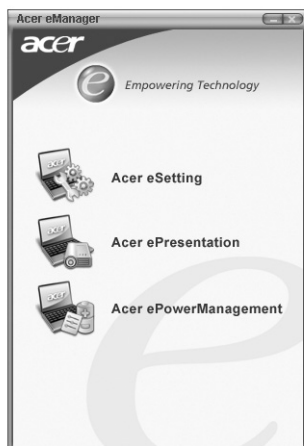 Acer eManager
acer
e Empowering Technology
Acer eSetting
Acer ePresentation
Acer ePowerManagement